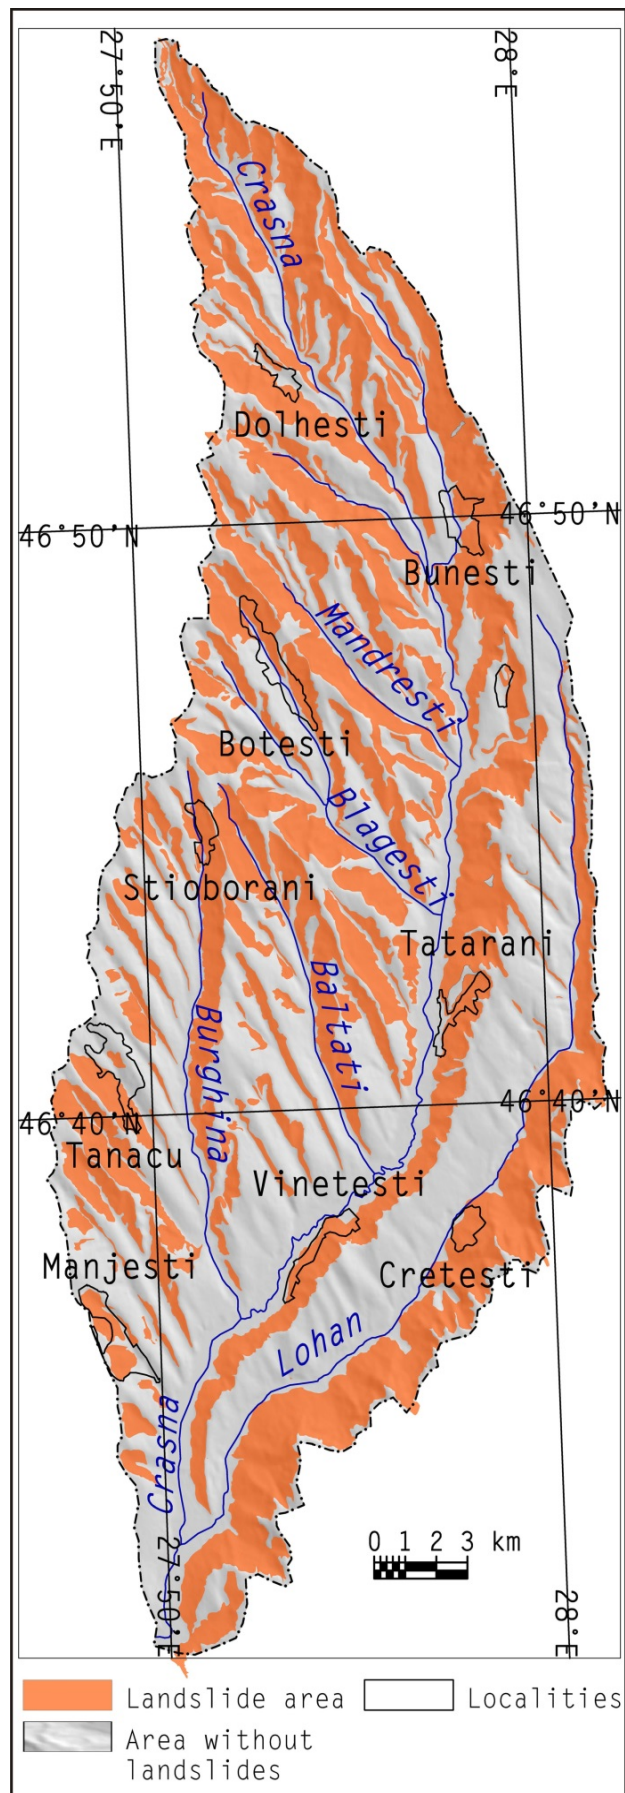 27°50'E
28°E
Crasna
Dolhesti
46°50'N
46°50'N
Bunesti
Mandresti
Botesti
Blagesti
Stioborani
Tatarani
Baltati
Burghina
46°40'N
46°40'N
Tanacu
Vinetesti
Manjesti
Cretesti
Lohan
Crasna
0 1 2 3 km
27°50'E
28°E
Landslide area
Localities
Area without
landslides